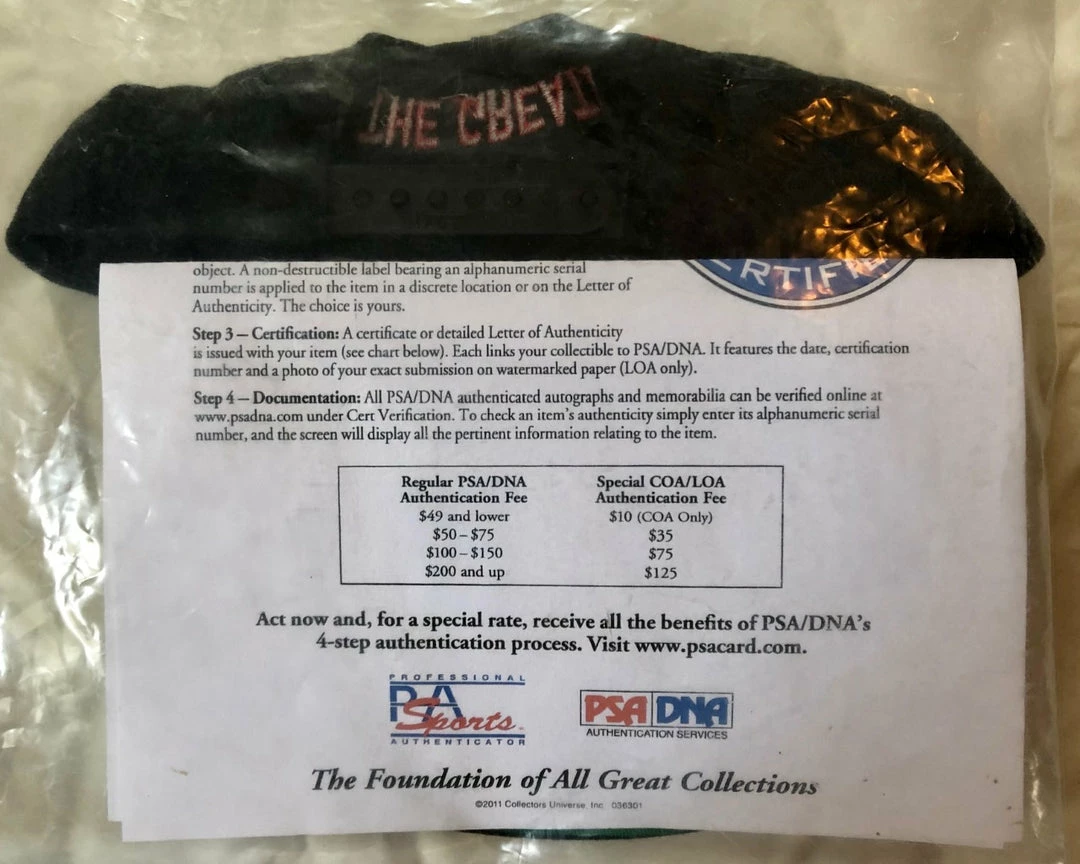 THE GREAT
object. A non-destructible label bearing an alphanumeric serial
number is applied to the item in a discrete location or on the Letter of
Authenticity. The choice is yours.
Step 3 – Certification: A certificate or detailed Letter of Authenticity
is issued with your item (see chart below). Each links your collectible to PSA/DNA. It features the date, certification
number and a photo of your exact submission on watermarked paper (LOA only).
Step 4 – Documentation: All PSA/DNA authenticated autographs and memorabilia can be verified online at
www.psadna.com under Cert Verification. To check an item's authenticity simply enter its alphanumeric serial
number, and the screen will display all the pertinent information relating to the item.
Regular PSA/DNA Special COA/LOA
Authentication Fee Authentication Fee
$49 and lower $10 (COA Only)
$50 – $75 $35
$100 – $150 $75
$200 and up $125
Act now and, for a special rate, receive all the benefits of PSA/DNA's
4-step authentication process. Visit www.psacard.com.
PROFESSIONAL
PSA
Sports
AUTHENTICATOR
PSA DNA
AUTHENTICATION SERVICES
The Foundation of All Great Collections
©2011 Collectors Universe, Inc. 036301